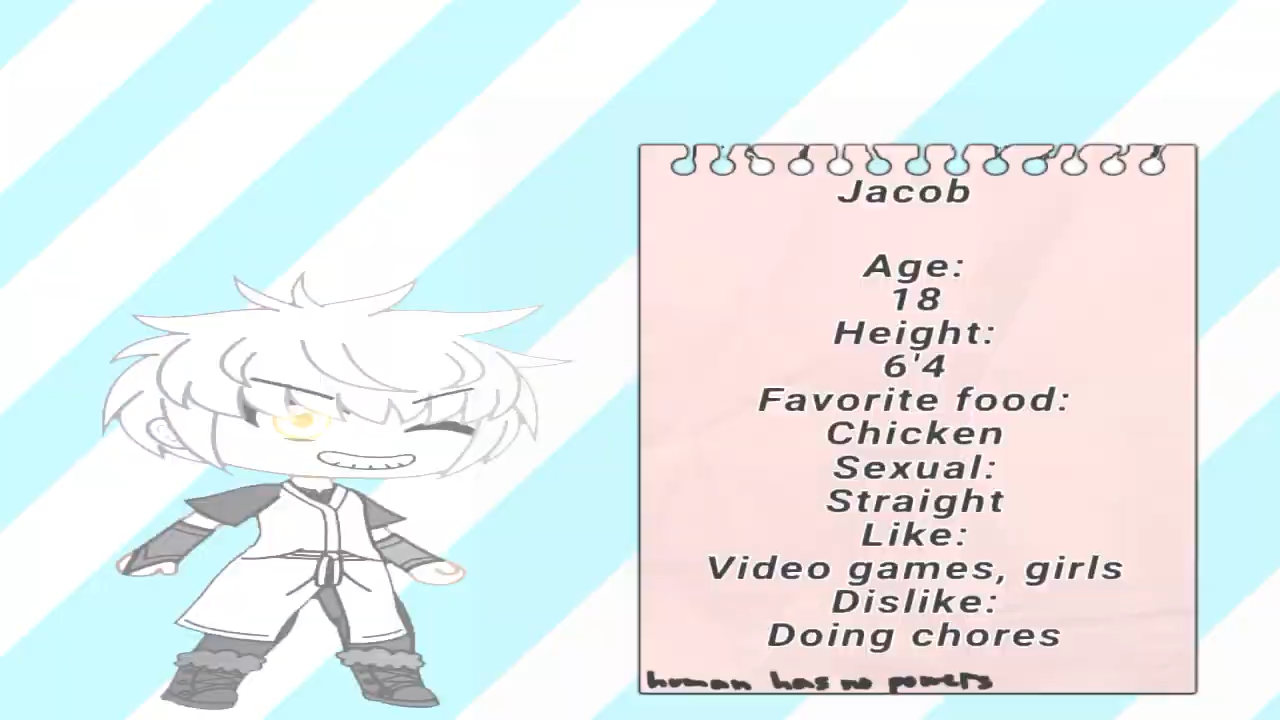 Jacob
Age:
18
Height:
6'4
Favorite food:
Chicken
Sexual:
Straight
Like:
Video games, girls
Dislike:
Doing chores
human has no powers